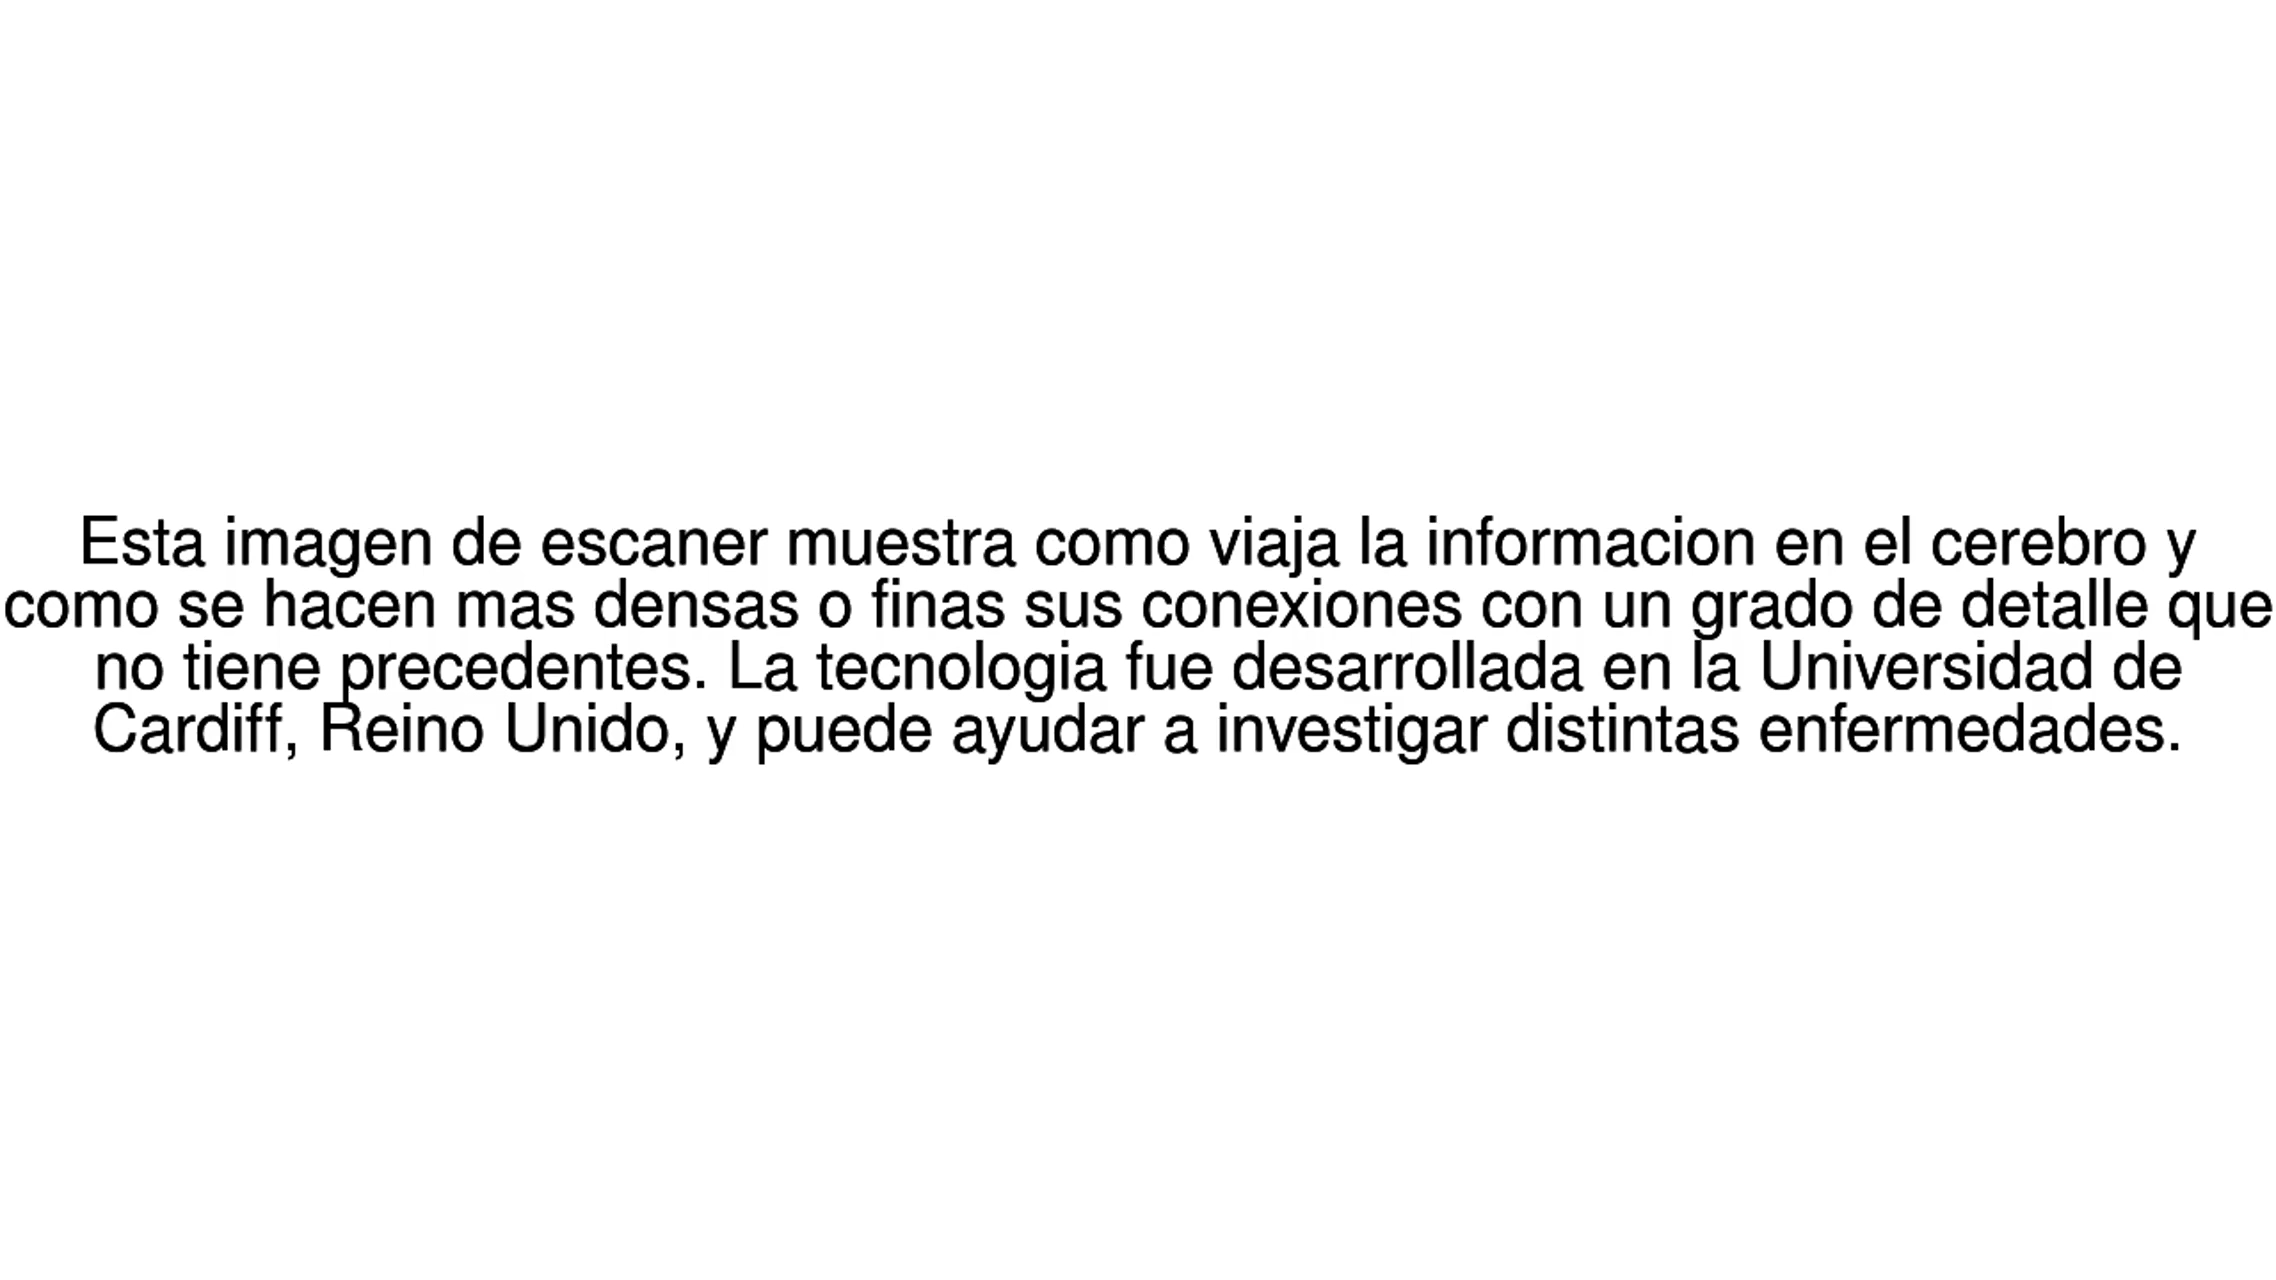 Esta imagen de escaner muestra como viaja la informacion en el cerebro y
como se hacen mas densas o finas sus conexiones con un grado de detalle que
no tiene precedentes. La tecnologia fue desarrollada en la Universidad de
Cardiff, Reino Unido, y puede ayudar a investigar distintas enfermedades.